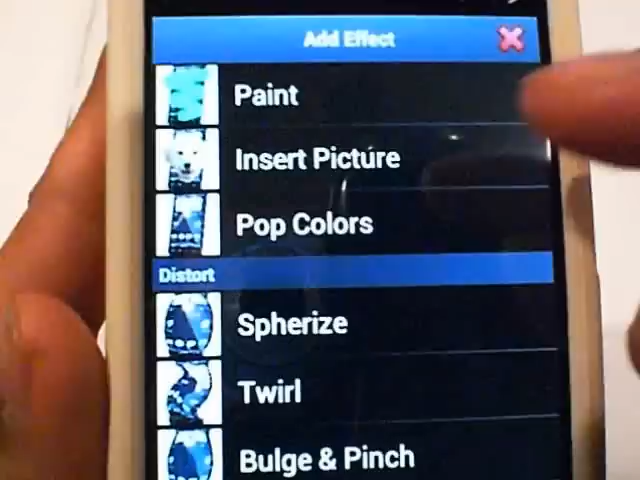 Add Effect
Paint
Insert Picture
Pop Colors
Distort
Spherize
Twirl
Bulge & Pinch